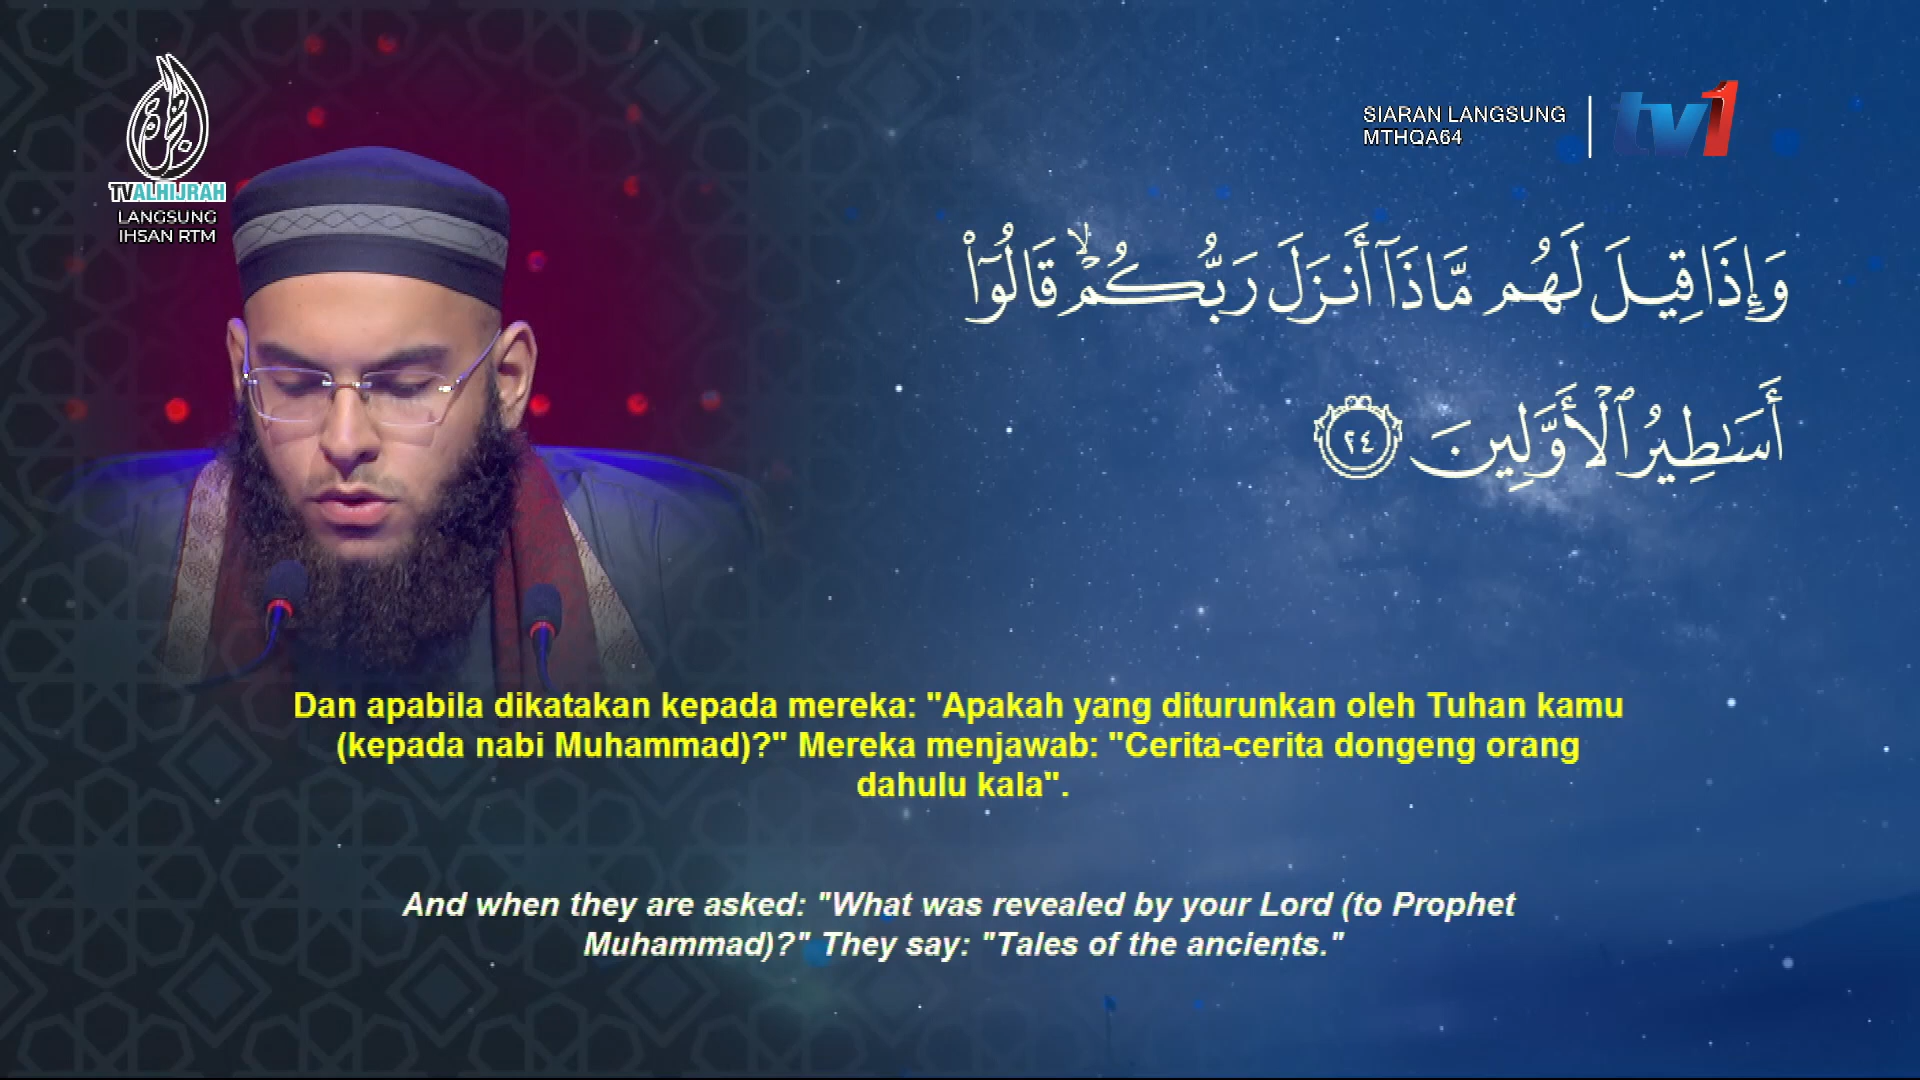 TVALHIJRAH
LANGSUNG
IHSAN RTM
SIARAN LANGSUNG
MTHQA64
tv1
وَإِذَا قِيلَ لَهُم مَّاذَآ أَنزَلَ رَبُّكُمْ ۙ قَالُوٓا۟
أَسَـٰطِيرُ ٱلْأَوَّلِينَ ٢٤
Dan apabila dikatakan kepada mereka: "Apakah yang diturunkan oleh Tuhan kamu
(kepada nabi Muhammad)?" Mereka menjawab: "Cerita-cerita dongeng orang
dahulu kala".
And when they are asked: "What was revealed by your Lord (to Prophet
Muhammad)?" They say: "Tales of the ancients."